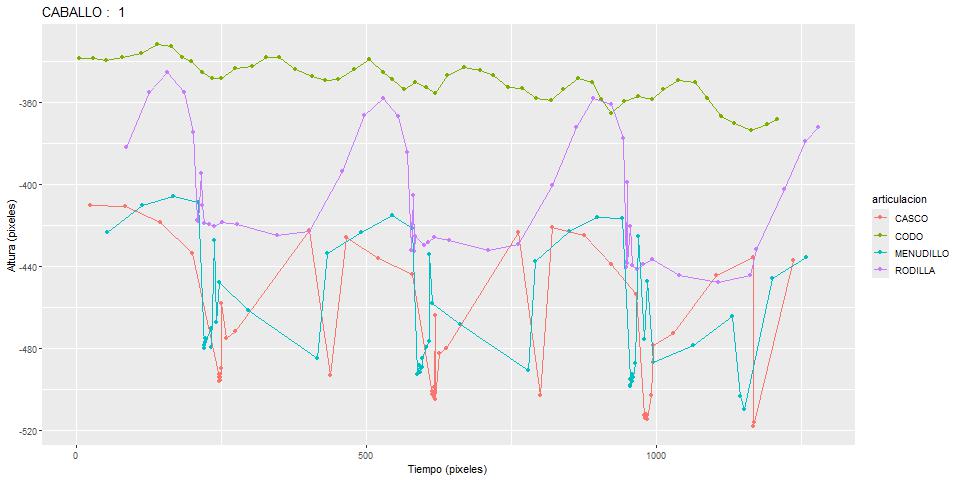 CABALLO : 1
-360
-400
-440
-480
-520
Altura (pixeles)
0
500
1000
Tiempo (pixeles)
articulacion
CASCO
CODO
MENUDILLO
RODILLA